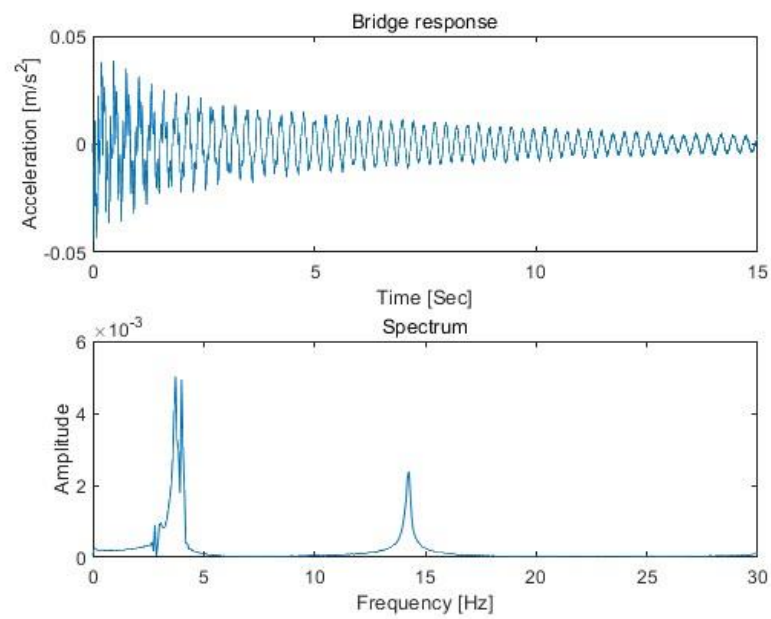 Bridge response
0.05
0
-0.05
Acceleration [m/s²]
0 5 10 15
Time [Sec]
Spectrum
×10⁻³
6
4
2
0
Amplitude
0 5 10 15 20 25 30
Frequency [Hz]